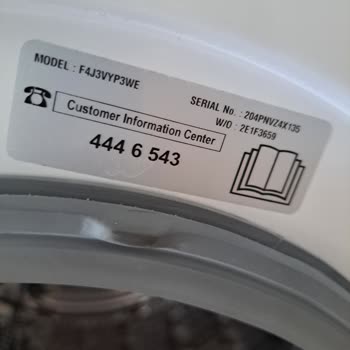 MODEL : F4J3VYP3WE
SERIAL No. : 204PNVZ4X135
W/O : 2E1F3659
Customer Information Center
444 6 543